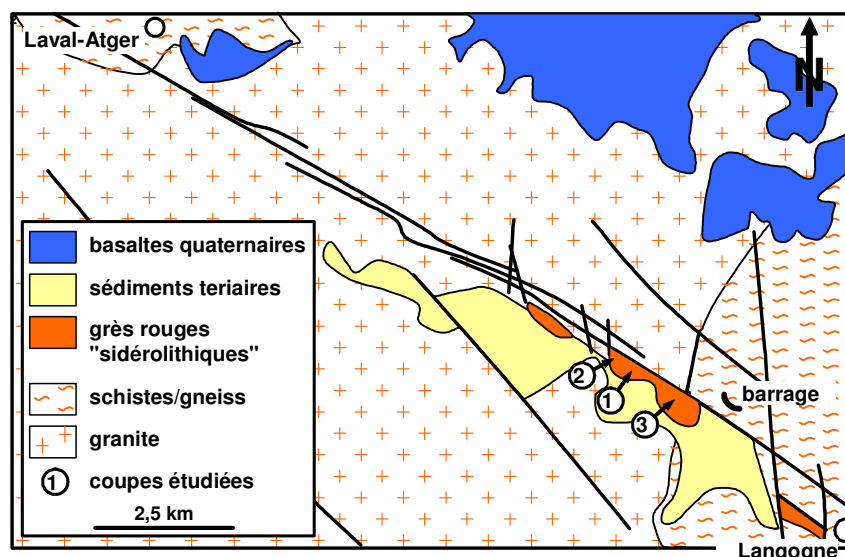 Laval-Atger
N
basaltes quaternaires
sédiments teriaires
grès rouges
"sidérolithiques"
schistes/gneiss
granite
1 coupes étudiées
2,5 km
2
1
3
barrage
Langogne